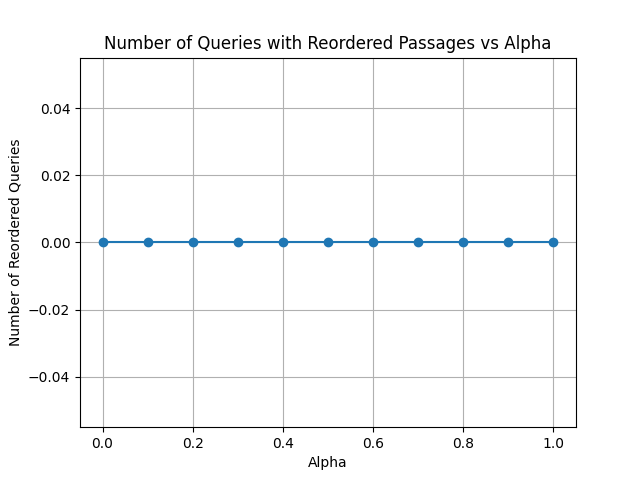 Number of Queries with Reordered Passages vs Alpha
Number of Reordered Queries
0.04
0.02
0.00
−0.02
−0.04
0.0 0.2 0.4 0.6 0.8 1.0
Alpha